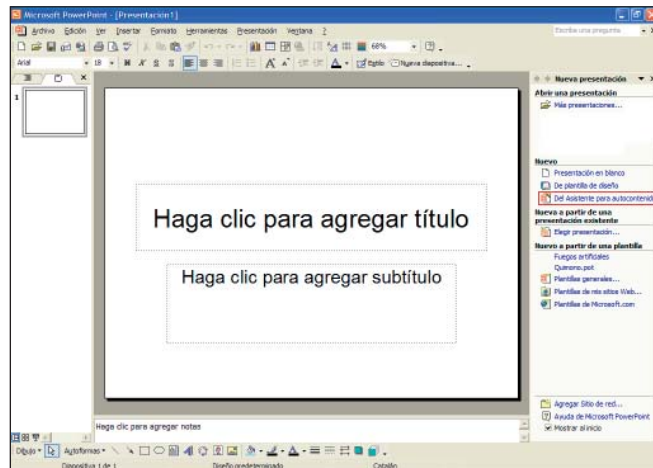 Microsoft PowerPoint - [Presentación1]
Archivo Edición Ver Insertar Formato Herramientas Presentación Ventana ?
Escriba una pregunta
68%
Arial 18 N K S S Estilo Nueva diapositiva...
Nueva presentación
Abrir una presentación
Más presentaciones...
1
Nuevo
Presentación en blanco
De plantilla de diseño
Del Asistente para autocontenid
Nuevo a partir de una
presentación existente
Elegir presentación...
Nuevo a partir de una plantilla
Fuegos artificiales
Quimono.pot
Plantillas generales...
Plantillas de mis sitios Web...
Plantillas de Microsoft.com
Haga clic para agregar título
Haga clic para agregar subtítulo
Agregar Sitio de red...
Ayuda de Microsoft PowerPoint
Mostrar al inicio
Haga clic para agregar notas
Dibujo Autoformas
Diapositiva 1 de 1 Diseño predeterminado Catalán